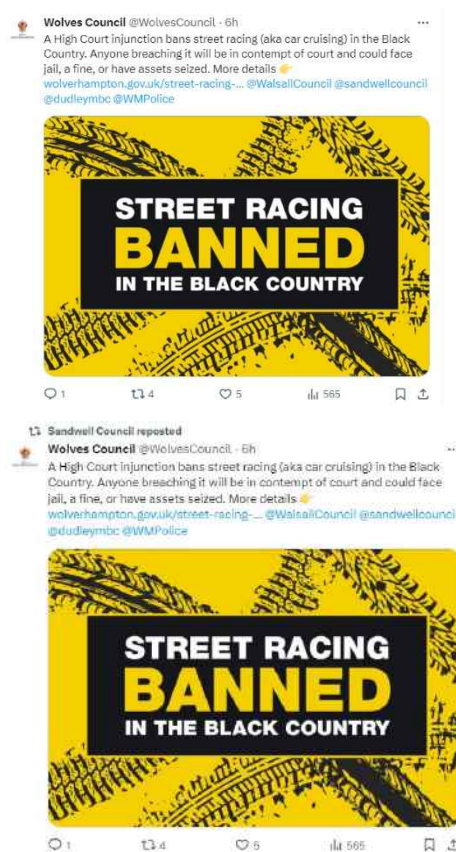 Wolves Council @WolvesCouncil · 6h
A High Court injunction bans street racing (aka car cruising) in the Black
Country. Anyone breaching it will be in contempt of court and could face
jail, a fine, or have assets seized. More details 👉
wolverhampton.gov.uk/street-racing-... @WalsallCouncil @sandwellcouncil
@dudleymbc @WMPolice
STREET RACING
BANNED
IN THE BLACK COUNTRY
1 4 5 565
Sandwell Council reposted
Wolves Council @WolvesCouncil · 6h
A High Court injunction bans street racing (aka car cruising) in the Black
Country. Anyone breaching it will be in contempt of court and could face
jail, a fine, or have assets seized. More details 👉
wolverhampton.gov.uk/street-racing-... @WalsallCouncil @sandwellcounci
@dudleymbc @WMPolice
STREET RACING
BANNED
IN THE BLACK COUNTRY
1 4 5 565